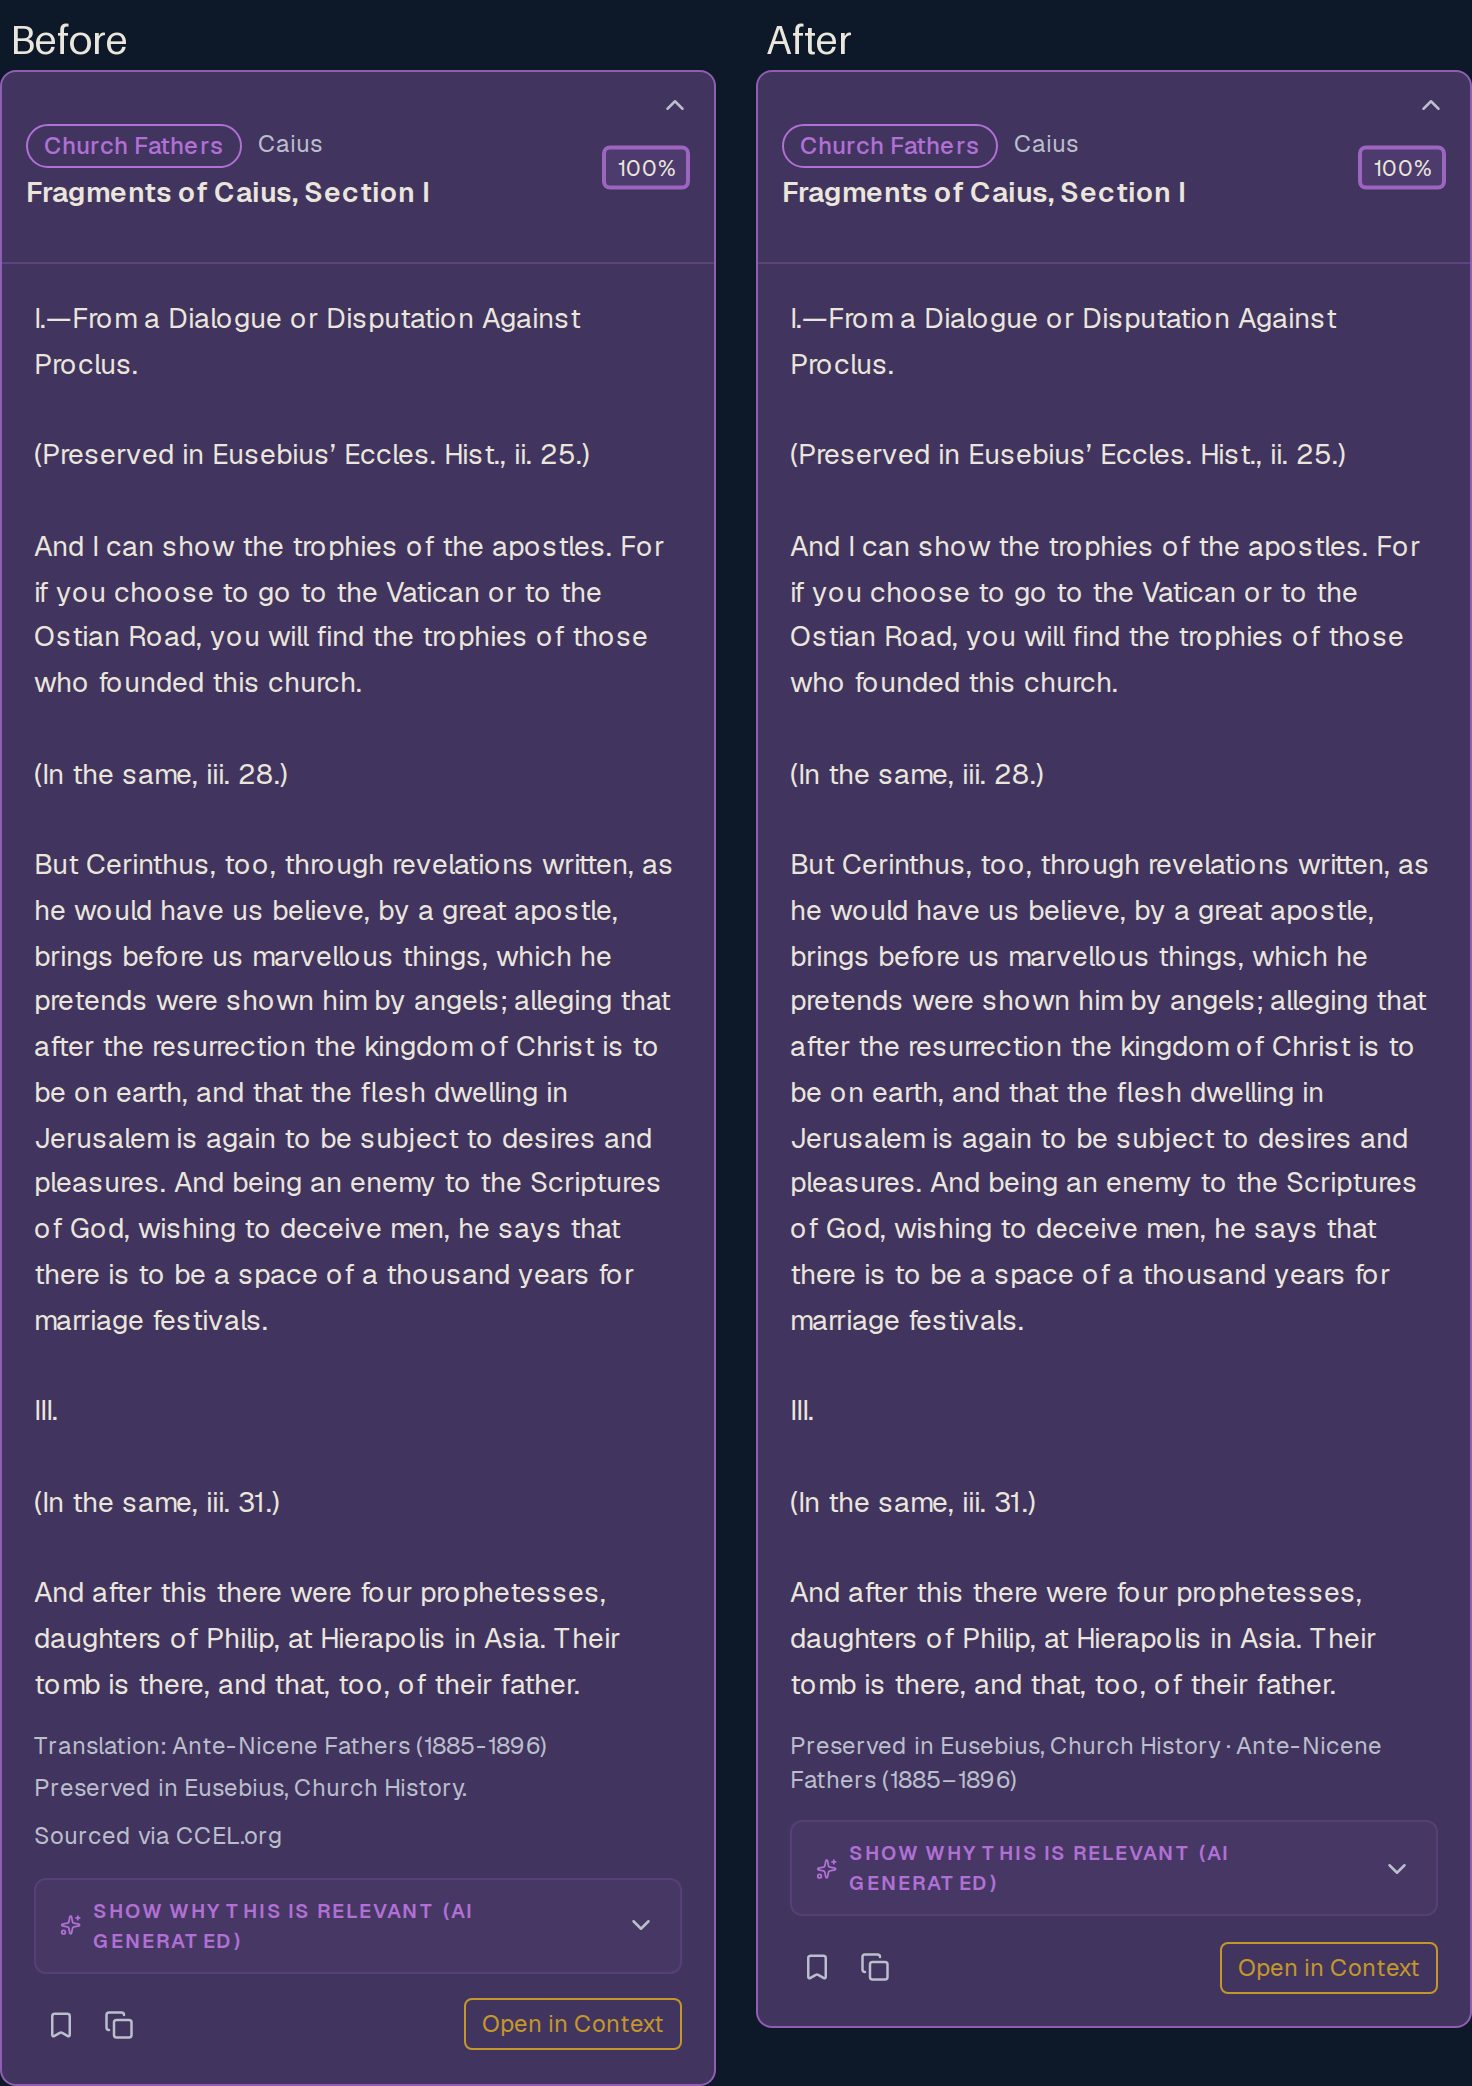 Before
Church Fathers Caius
100%
Fragments of Caius, Section I
I.—From a Dialogue or Disputation Against
Proclus.
(Preserved in Eusebius’ Eccles. Hist., ii. 25.)
And I can show the trophies of the apostles. For
if you choose to go to the Vatican or to the
Ostian Road, you will find the trophies of those
who founded this church.
(In the same, iii. 28.)
But Cerinthus, too, through revelations written, as
he would have us believe, by a great apostle,
brings before us marvellous things, which he
pretends were shown him by angels; alleging that
after the resurrection the kingdom of Christ is to
be on earth, and that the flesh dwelling in
Jerusalem is again to be subject to desires and
pleasures. And being an enemy to the Scriptures
of God, wishing to deceive men, he says that
there is to be a space of a thousand years for
marriage festivals.
III.
(In the same, iii. 31.)
And after this there were four prophetesses,
daughters of Philip, at Hierapolis in Asia. Their
tomb is there, and that, too, of their father.
Translation: Ante-Nicene Fathers (1885-1896)
Preserved in Eusebius, Church History.
Sourced via CCEL.org
SHOW WHY THIS IS RELEVANT (AI
GENERATED)
Open in Context
After
Church Fathers Caius
100%
Fragments of Caius, Section I
I.—From a Dialogue or Disputation Against
Proclus.
(Preserved in Eusebius’ Eccles. Hist., ii. 25.)
And I can show the trophies of the apostles. For
if you choose to go to the Vatican or to the
Ostian Road, you will find the trophies of those
who founded this church.
(In the same, iii. 28.)
But Cerinthus, too, through revelations written, as
he would have us believe, by a great apostle,
brings before us marvellous things, which he
pretends were shown him by angels; alleging that
after the resurrection the kingdom of Christ is to
be on earth, and that the flesh dwelling in
Jerusalem is again to be subject to desires and
pleasures. And being an enemy to the Scriptures
of God, wishing to deceive men, he says that
there is to be a space of a thousand years for
marriage festivals.
III.
(In the same, iii. 31.)
And after this there were four prophetesses,
daughters of Philip, at Hierapolis in Asia. Their
tomb is there, and that, too, of their father.
Preserved in Eusebius, Church History · Ante-Nicene
Fathers (1885–1896)
SHOW WHY THIS IS RELEVANT (AI
GENERATED)
Open in Context